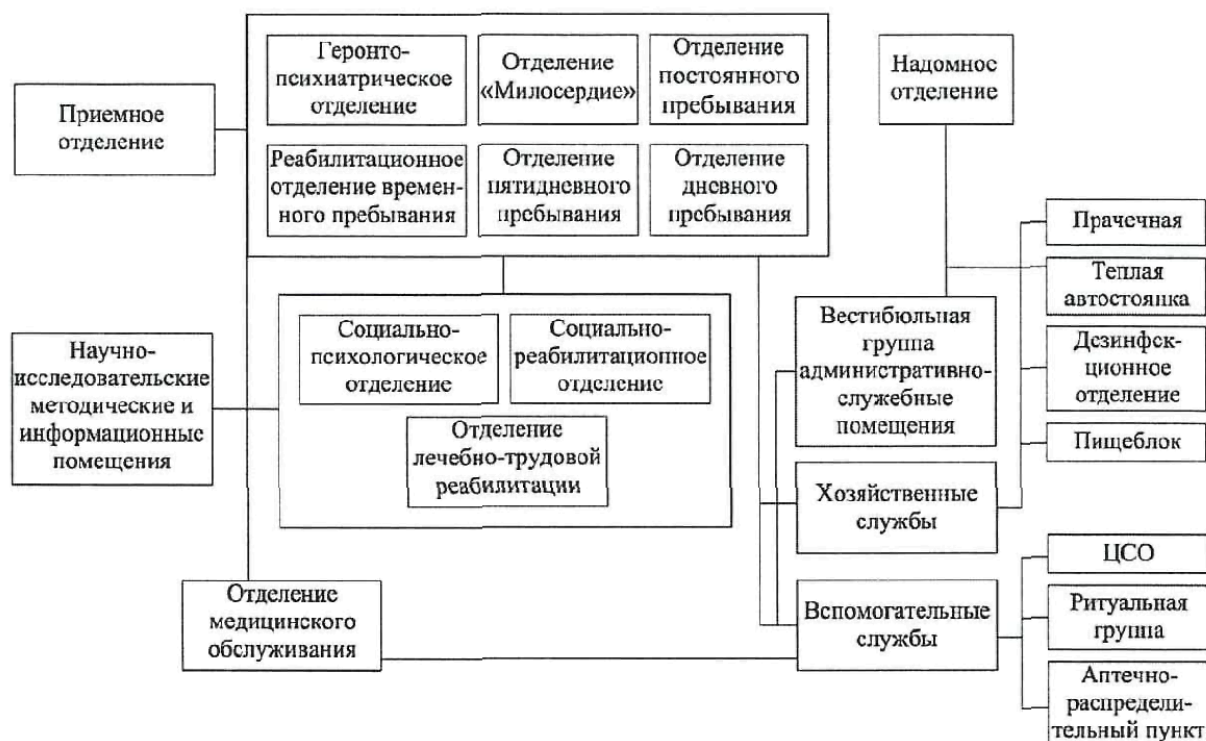 Геронто-
психиатрическое
отделение
Отделение
«Милосердие»
Отделение
постоянного
пребывания
Надомное
отделение
Приемное
отделение
Реабилитационное
отделение времен-
ного пребывания
Отделение
пятидневного
пребывания
Отделение
дневного
пребывания
Прачечная
Теплая
автостоянка
Вестибюльная
группа
административно-
служебные
помещения
Дезинфек-
ционное
отделение
Пищеблок
Научно-
исследовательские
методические и
информационные
помещения
Социально-
психологическое
отделение
Социально-
реабилитационное
отделение
Отделение
лечебно-трудовой
реабилитации
Хозяйственные
службы
ЦСО
Отделение
медицинского
обслуживания
Вспомогательные
службы
Ритуальная
группа
Аптечно-
распредели-
тельный пункт